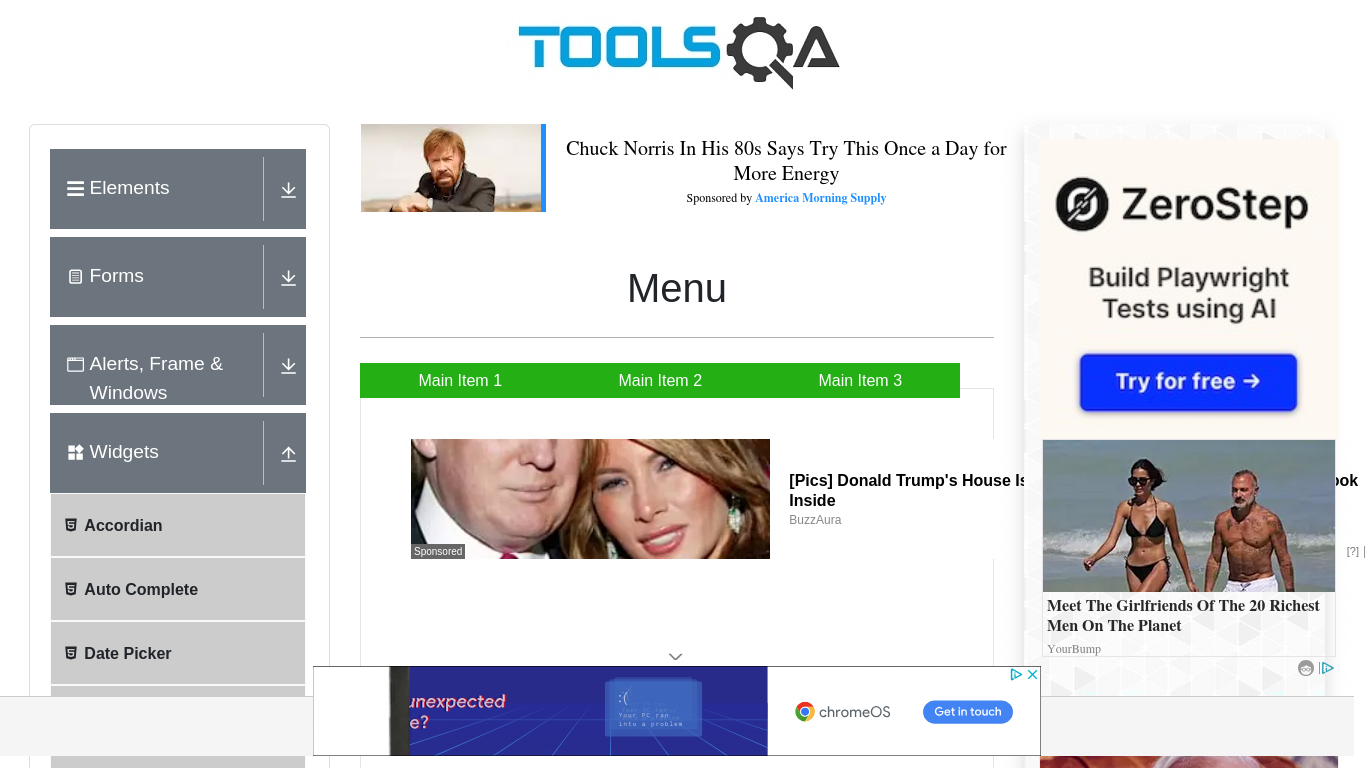 TOOLSQA
Elements
Forms
Alerts, Frame &
Windows
Widgets
Accordian
Auto Complete
Date Picker
Chuck Norris In His 80s Says Try This Once a Day for
More Energy
Sponsored by America Morning Supply
Menu
Main Item 1
Main Item 2
Main Item 3
Sponsored
[Pics] Donald Trump's House Is
Inside
BuzzAura
ZeroStep
Build Playwright
Tests using AI
Try for free →
Meet The Girlfriends Of The 20 Richest
Men On The Planet
YourBump
[?]
unexpected
e?
:(
Your PC ran
into a problem
chromeOS
Get in touch